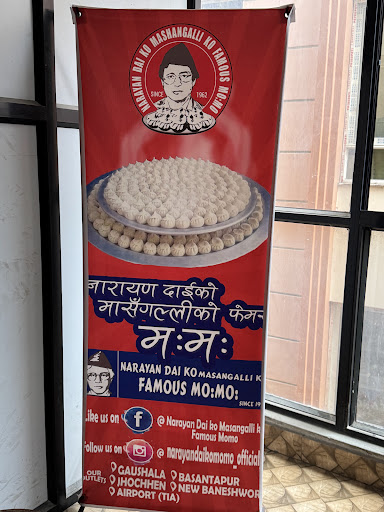 NARAYAN DAI KO MASHANGALLI KO FAMOUS MO:MO
SINCE 1962
नारायण दाईको
मासँगल्लीको फेमस
म:म:
NARAYAN DAI KO MASANGALLI K
FAMOUS MO:MO:
SINCE 19
Like us on f @ Narayan Dai ko Masangalli k
Famous Momo
Follow us on @ narayandaikomomo_official
OUR OUTLETS
GAUSHALA BASANTAPUR
JHOCHHEN NEW BANESHWOR
AIRPORT (TIA)